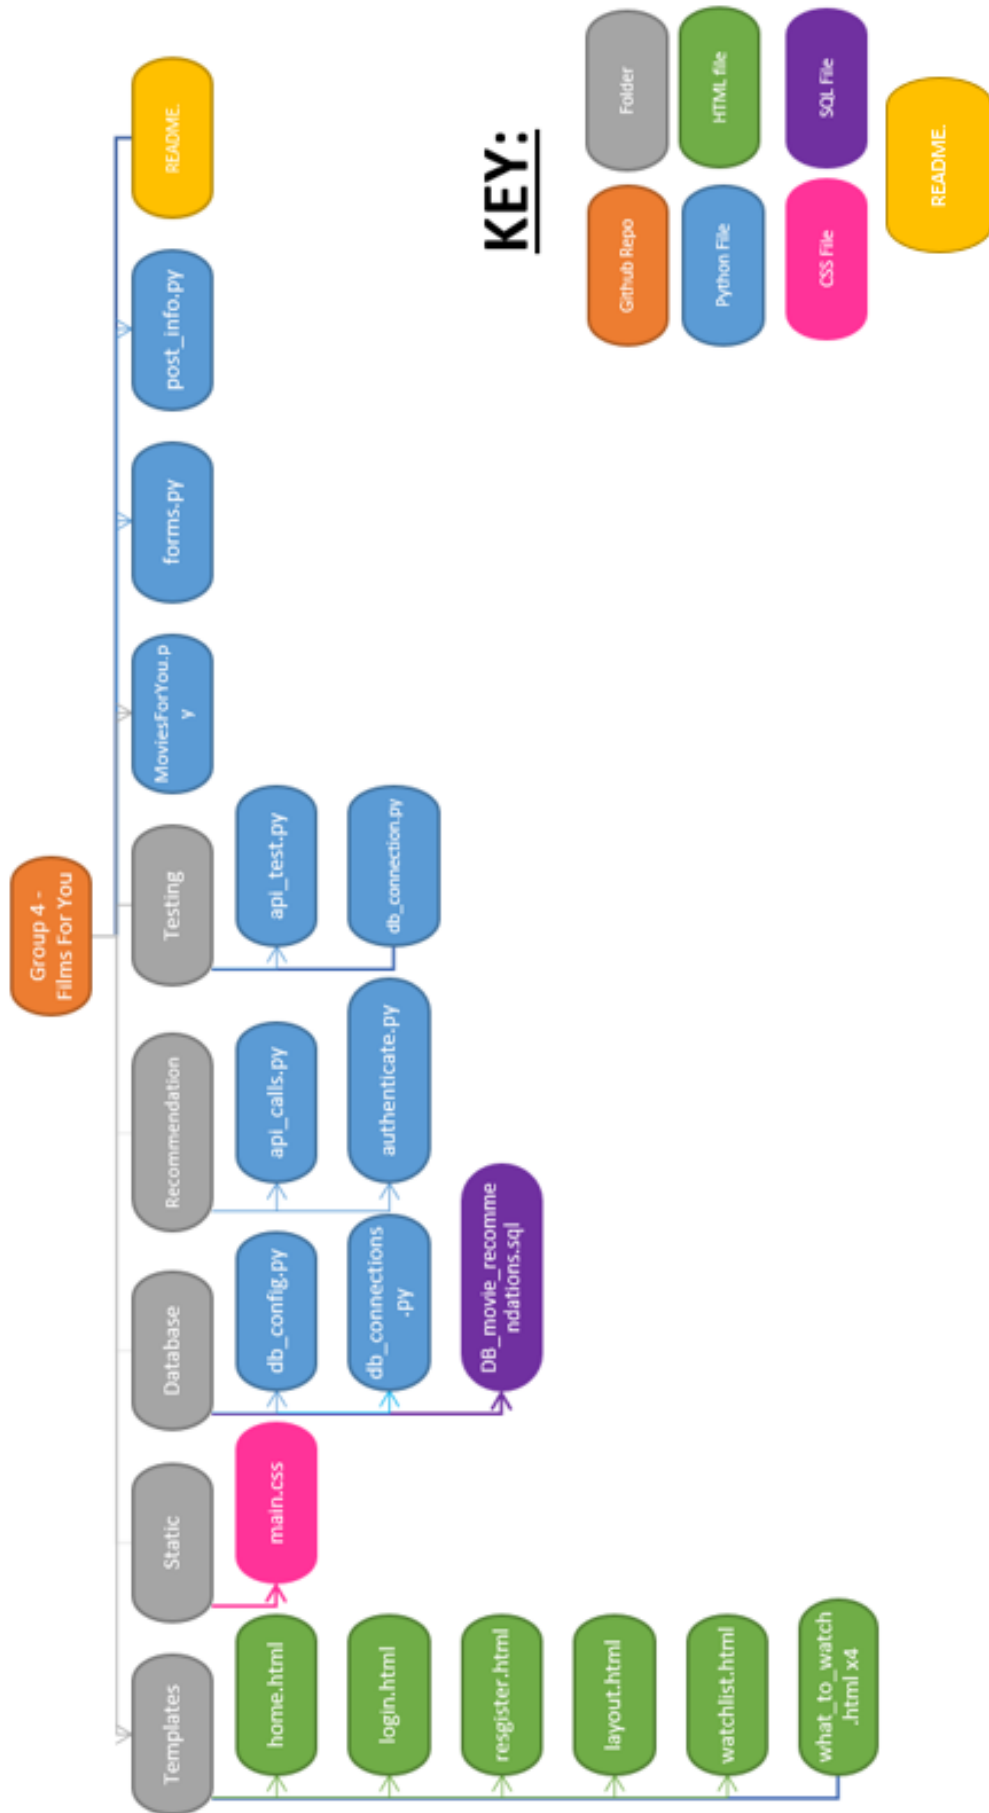 Group 4 -
Films For You
Templates
Static
Database
Recommendation
Testing
MoviesForYou.p
y
forms.py
post_info.py
README.
home.html
login.html
resgister.html
layout.html
watchlist.html
what_to_watch
.html x4
main.css
db_config.py
db_connections
.py
DB_movie_recomme
ndations.sql
api_calls.py
authenticate.py
api_test.py
db_connection.py
KEY:
Github Repo
Folder
Python File
HTML file
CSS File
SQL File
README.